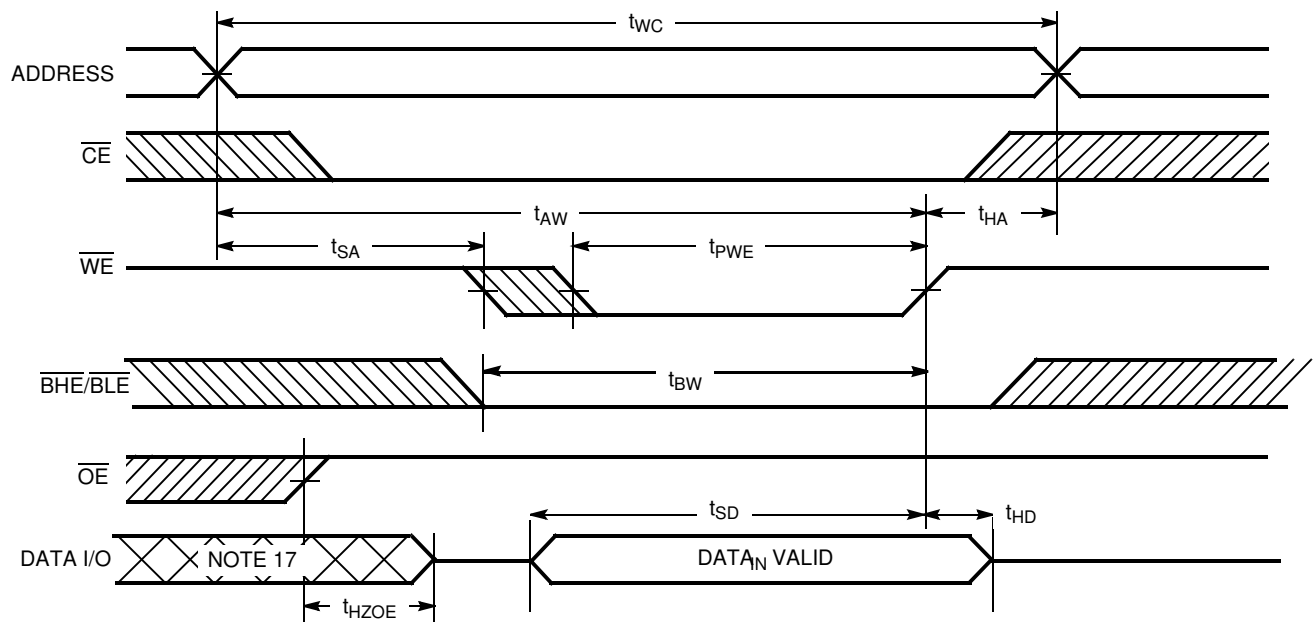 tWC
ADDRESS
CE
tAW
tHA
tSA
tPWE
WE
BHE/BLE
tBW
OE
tSD
tHD
DATA I/O
NOTE 17
DATAIN VALID
tHZOE